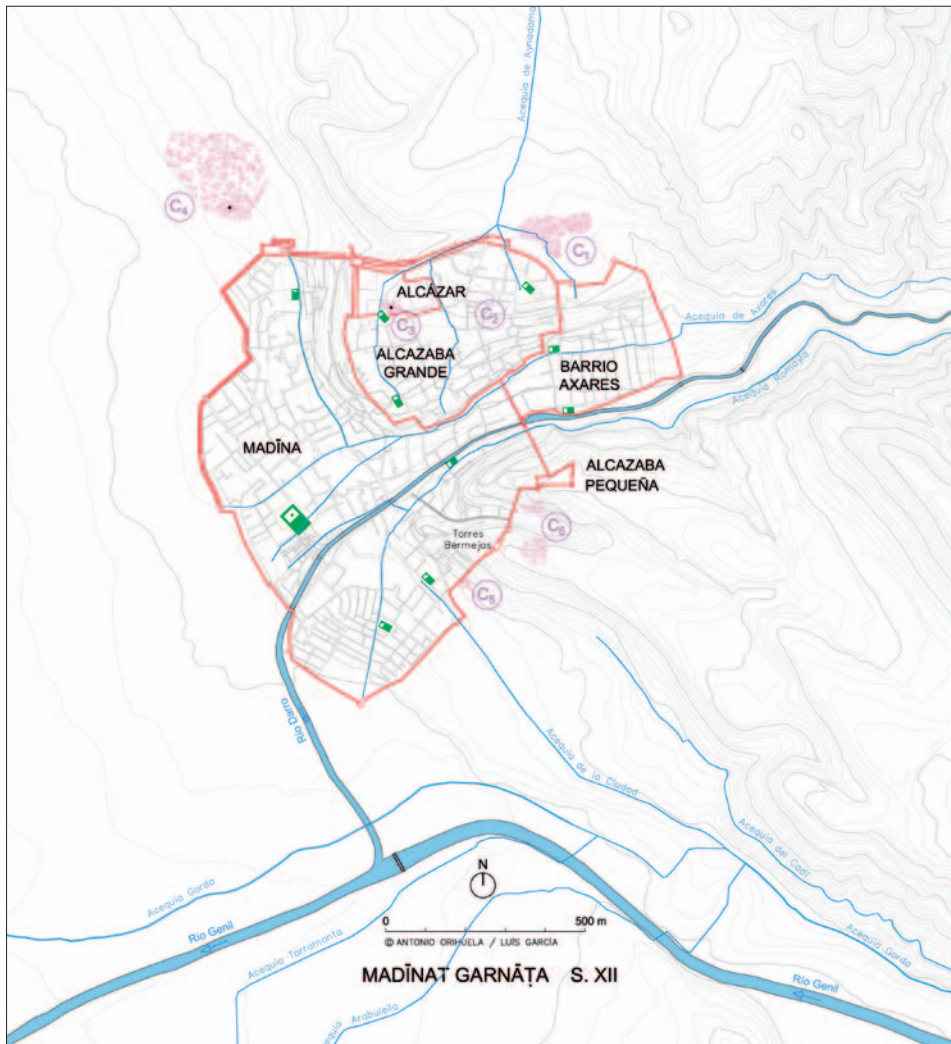 Acequia de Aynadamar
C4
C1
ALCÁZAR
C3
C2
Acequia de Axares
ALCAZABA
GRANDE
BARRIO
AXARES
Acequia Romayla
MADĪNA
ALCAZABA
PEQUEÑA
Torres
Bermejas
C6
C5
Río Darro
Acequia de la Ciudad
Acequia del Cadí
Acequia Gorda
Río Genil
N
0 500 m
© ANTONIO ORIHUELA / LUÍS GARCÍA
Acequia Tarramonta
MADĪNAT GARNĀṬA S. XII
Acequia Gorda
Río Genil
Arabuleila